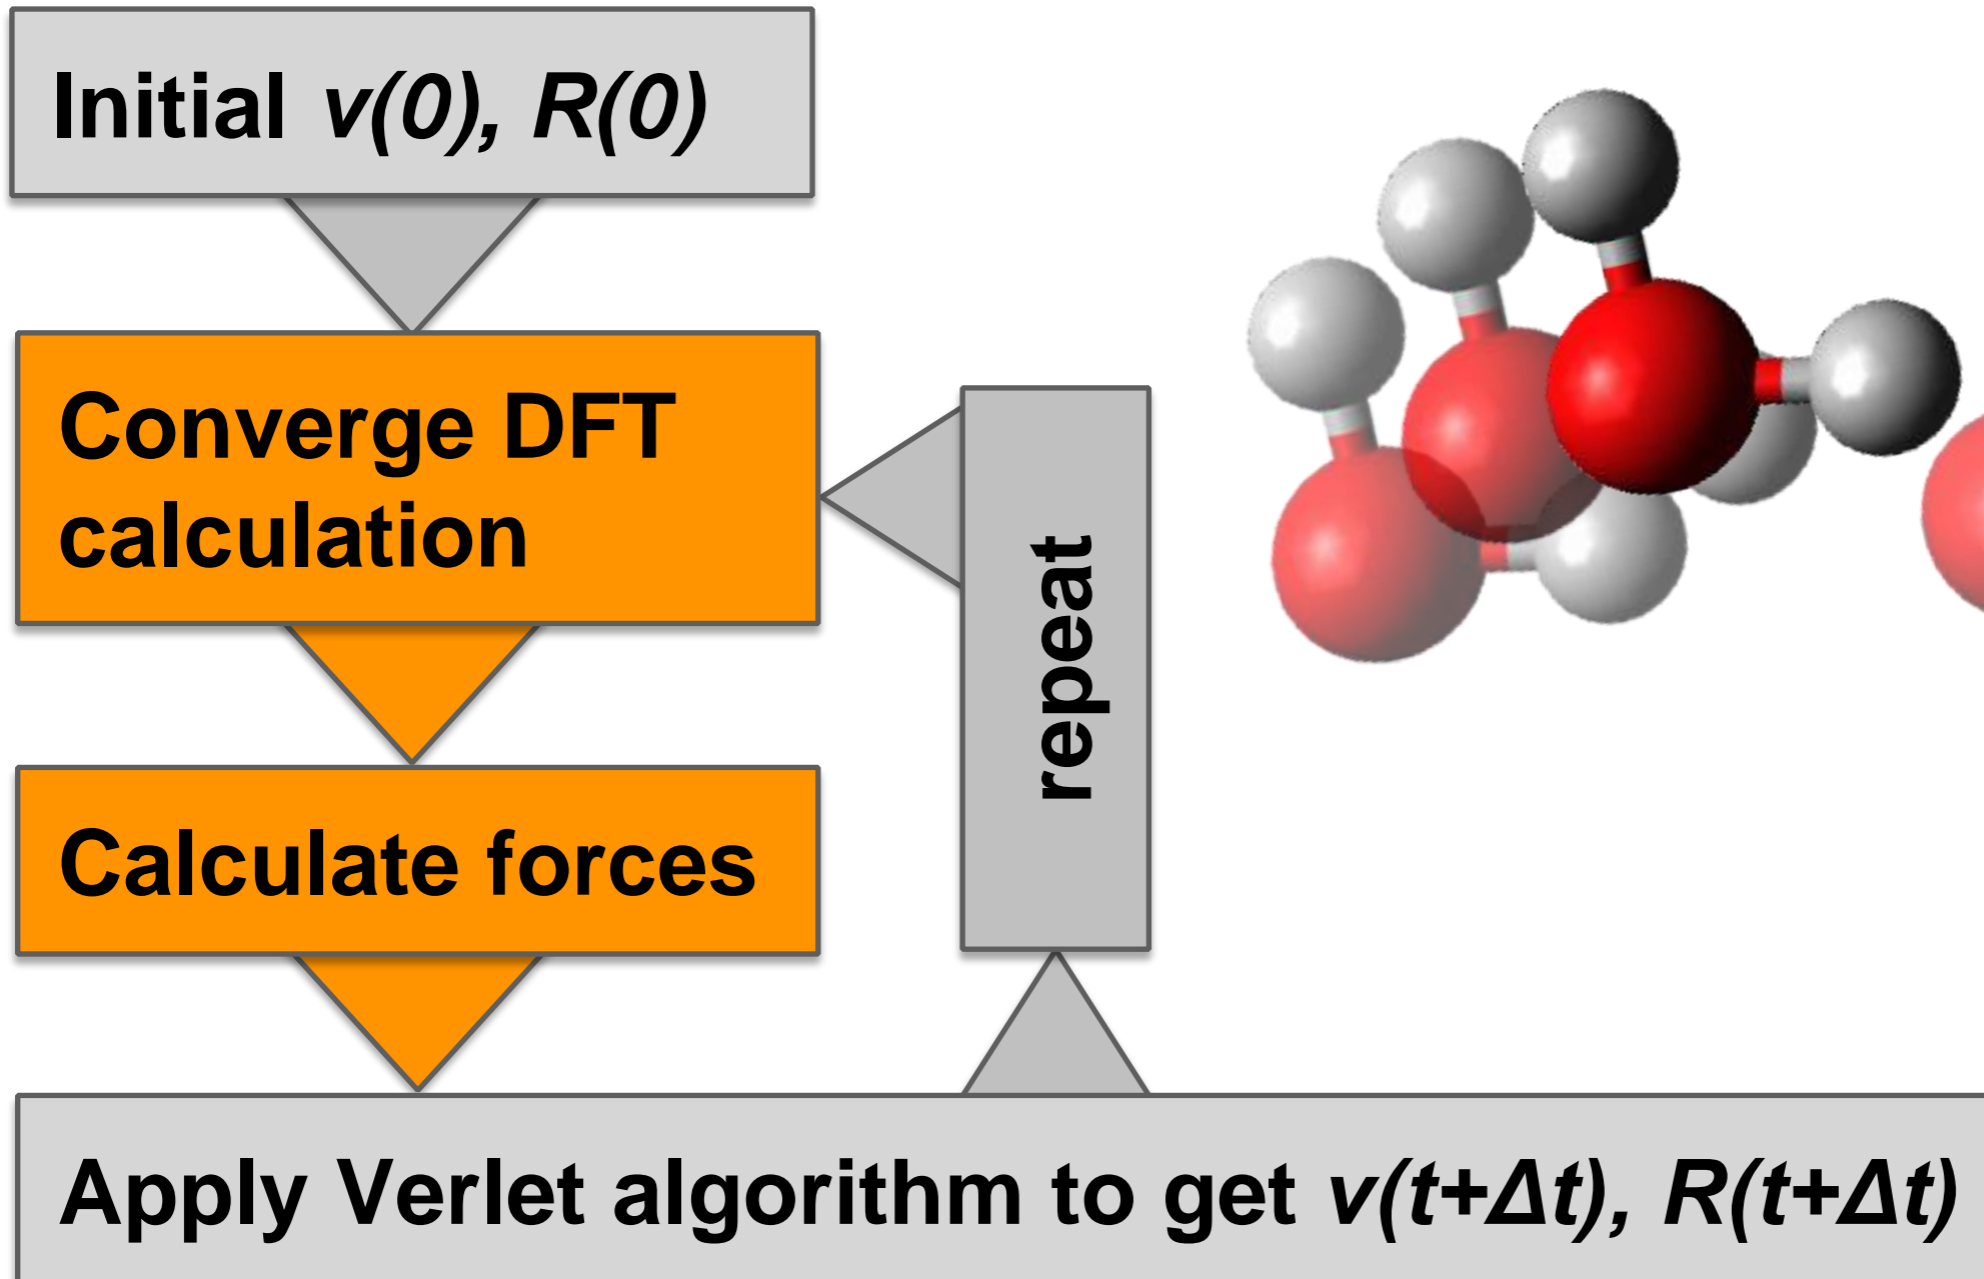 Initial v(0), R(0)
Converge DFT
calculation
repeat
Calculate forces
Apply Verlet algorithm to get v(t+Δt), R(t+Δt)